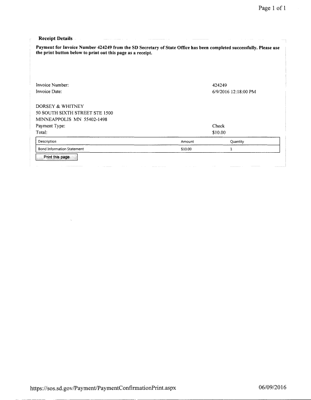 Page 1 of 1
Receipt Details
Payment for Invoice Number 424249 from the SD Secretary of State Office has been completed successfully. Please use
the print button below to print out this page as a receipt.
Invoice Number: 424249
Invoice Date: 6/9/2016 12:18:00 PM
DORSEY & WHITNEY
50 SOUTH SIXTH STREET STE 1500
MINNEAPOLIS MN 55402-1498
Payment Type: Check
Total: $10.00
Description Amount Quantity
Bond Information Statement $10.00 1
Print this page
https://sos.sd.gov/Payment/PaymentConfirmationPrint.aspx 06/09/2016